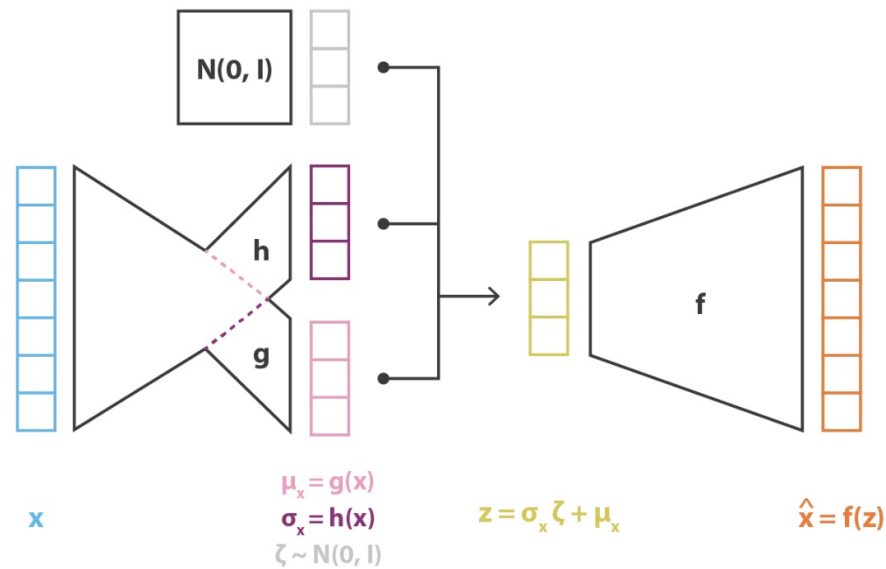 N(0, I)
h
g
f
μₓ = g(x)
x
σₓ = h(x)
z = σₓ ζ + μₓ
x̂ = f(z)
ζ ~ N(0, I)